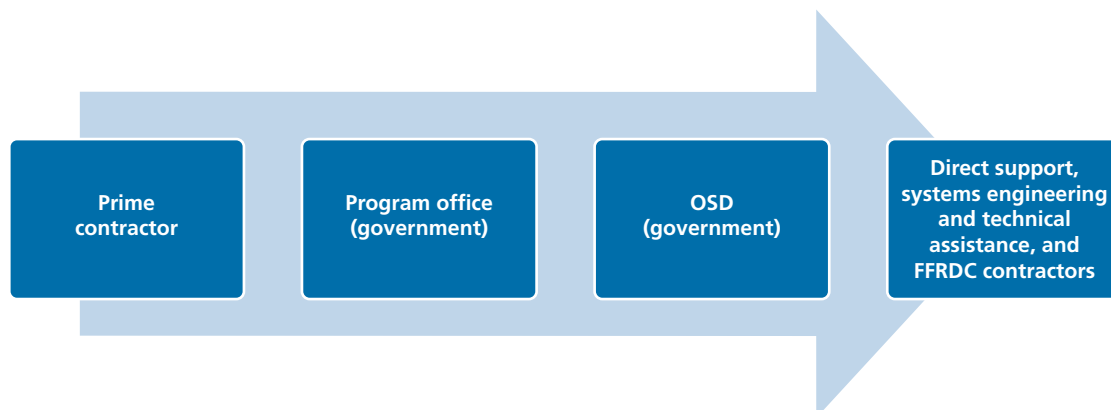 Prime
contractor
Program office
(government)
OSD
(government)
Direct support,
systems engineering
and technical
assistance, and
FFRDC contractors